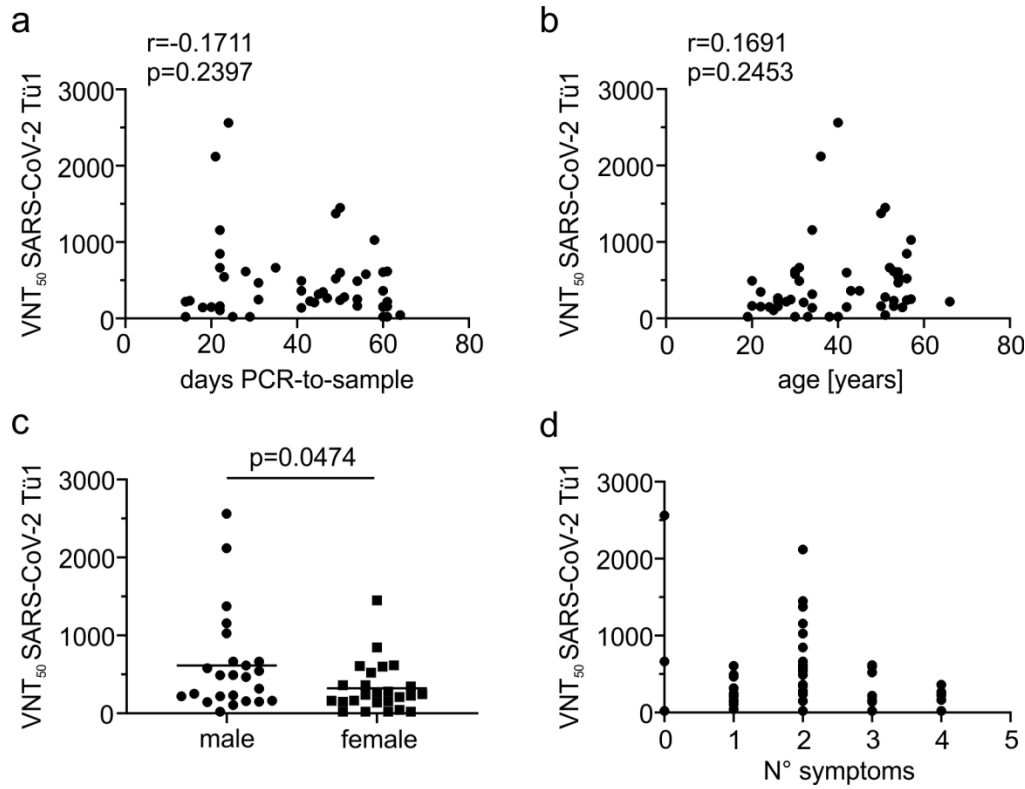 a
r=-0.1711
p=0.2397
VNT₅₀ SARS-CoV-2 Tü1
3000
2000
1000
0
0 20 40 60 80
days PCR-to-sample
b
r=0.1691
p=0.2453
VNT₅₀ SARS-CoV-2 Tü1
3000
2000
1000
0
0 20 40 60 80
age [years]
c
p=0.0474
VNT₅₀ SARS-CoV-2 Tü1
3000
2000
1000
0
male female
d
VNT₅₀ SARS-CoV-2 Tü1
3000
2000
1000
0
0 1 2 3 4 5
N° symptoms